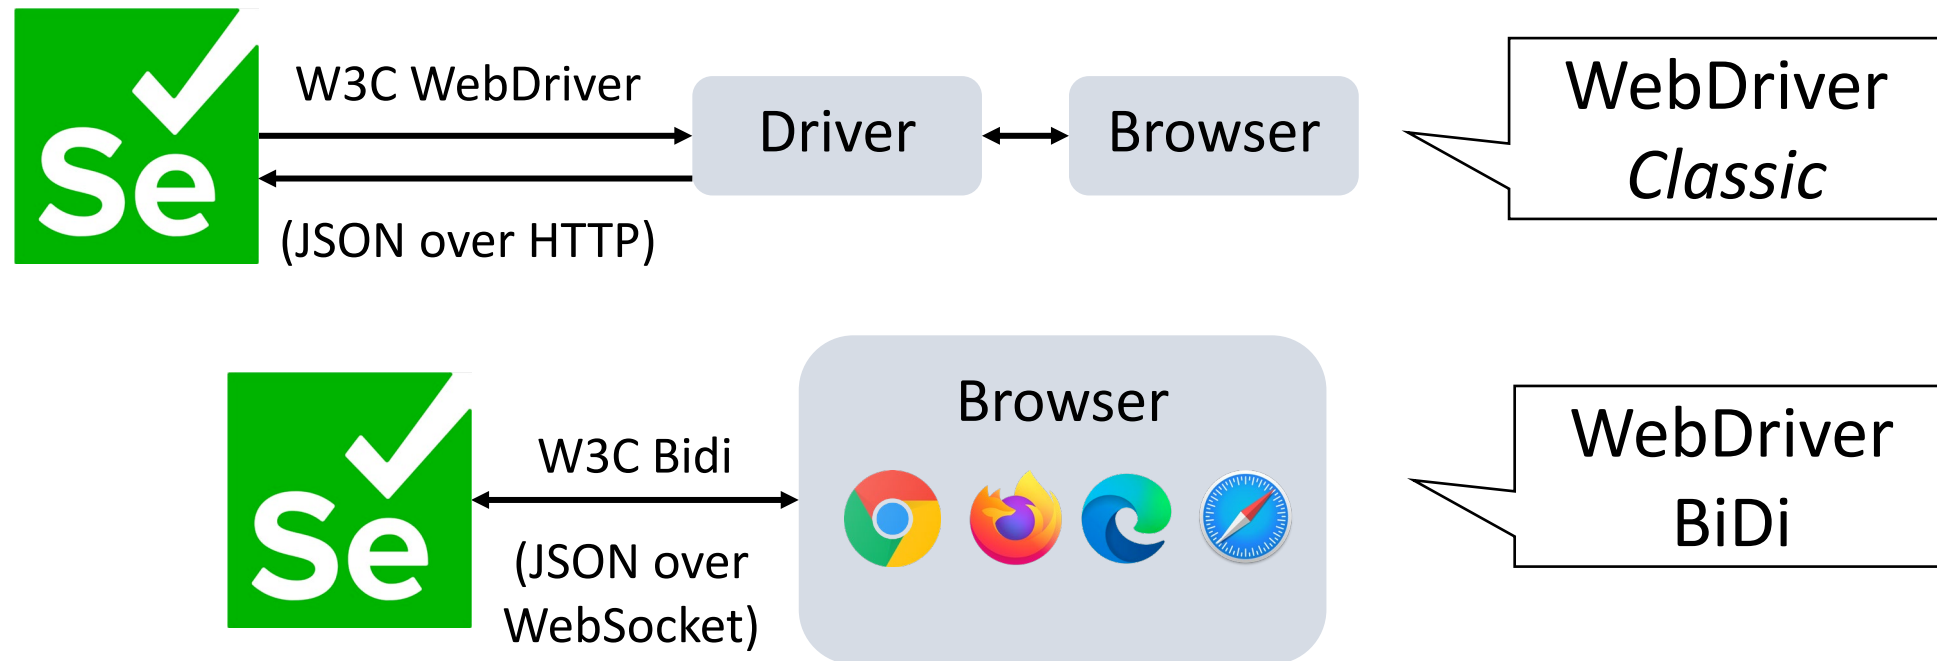 Se
W3C WebDriver
(JSON over HTTP)
Driver
Browser
WebDriver
Classic
Se
W3C Bidi
(JSON over
WebSocket)
Browser
WebDriver
BiDi